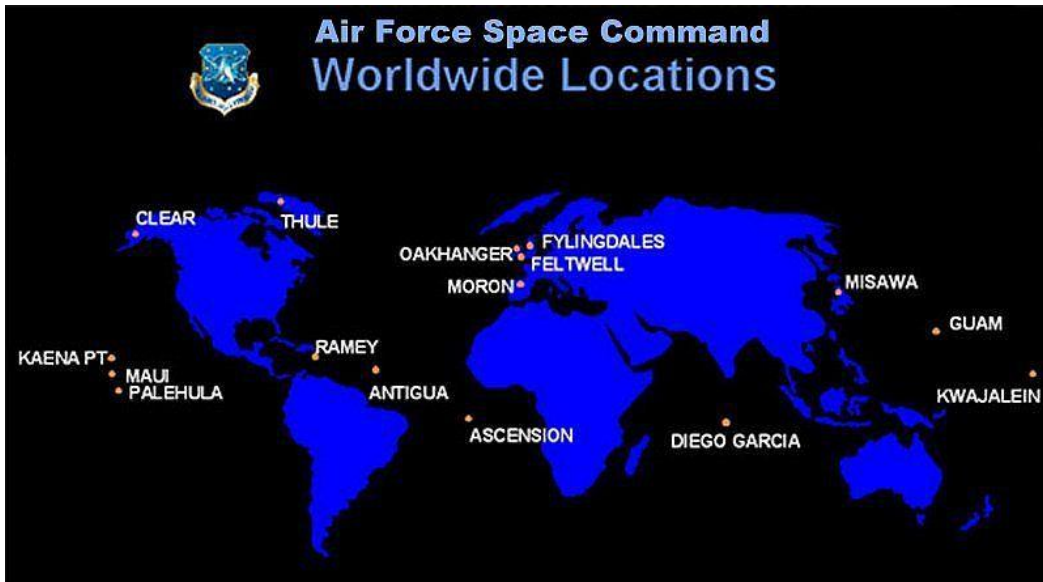 Air Force Space Command
Worldwide Locations
CLEAR
THULE
OAKHANGER
FYLINGDALES
FELTWELL
MORON
MISAWA
GUAM
KAENA PT
RAMEY
MAUI
PALEHULA
ANTIGUA
KWAJALEIN
ASCENSION
DIEGO GARCIA